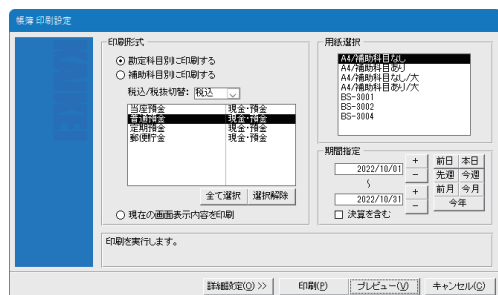 帳簿 印刷設定
印刷形式
勘定科目別に印刷する
補助科目別に印刷する
税込/税抜切替: 税込
当座預金 現金・預金
普通預金 現金・預金
定期預金 現金・預金
郵便貯金 現金・預金
全て選択 選択解除
現在の画面表示内容を印刷
用紙選択
A4/補助科目なし
A4/補助科目あり
A4/補助科目なし/大
A4/補助科目あり/大
BS-3001
BS-3002
BS-3004
期間指定
2022/10/01 + - 前日 本日
先週 今週
~
2022/10/31 + - 前月 今月
今年
決算を含む
印刷を実行します。
詳細設定(O) >> 印刷(P) プレビュー(V) キャンセル(C)